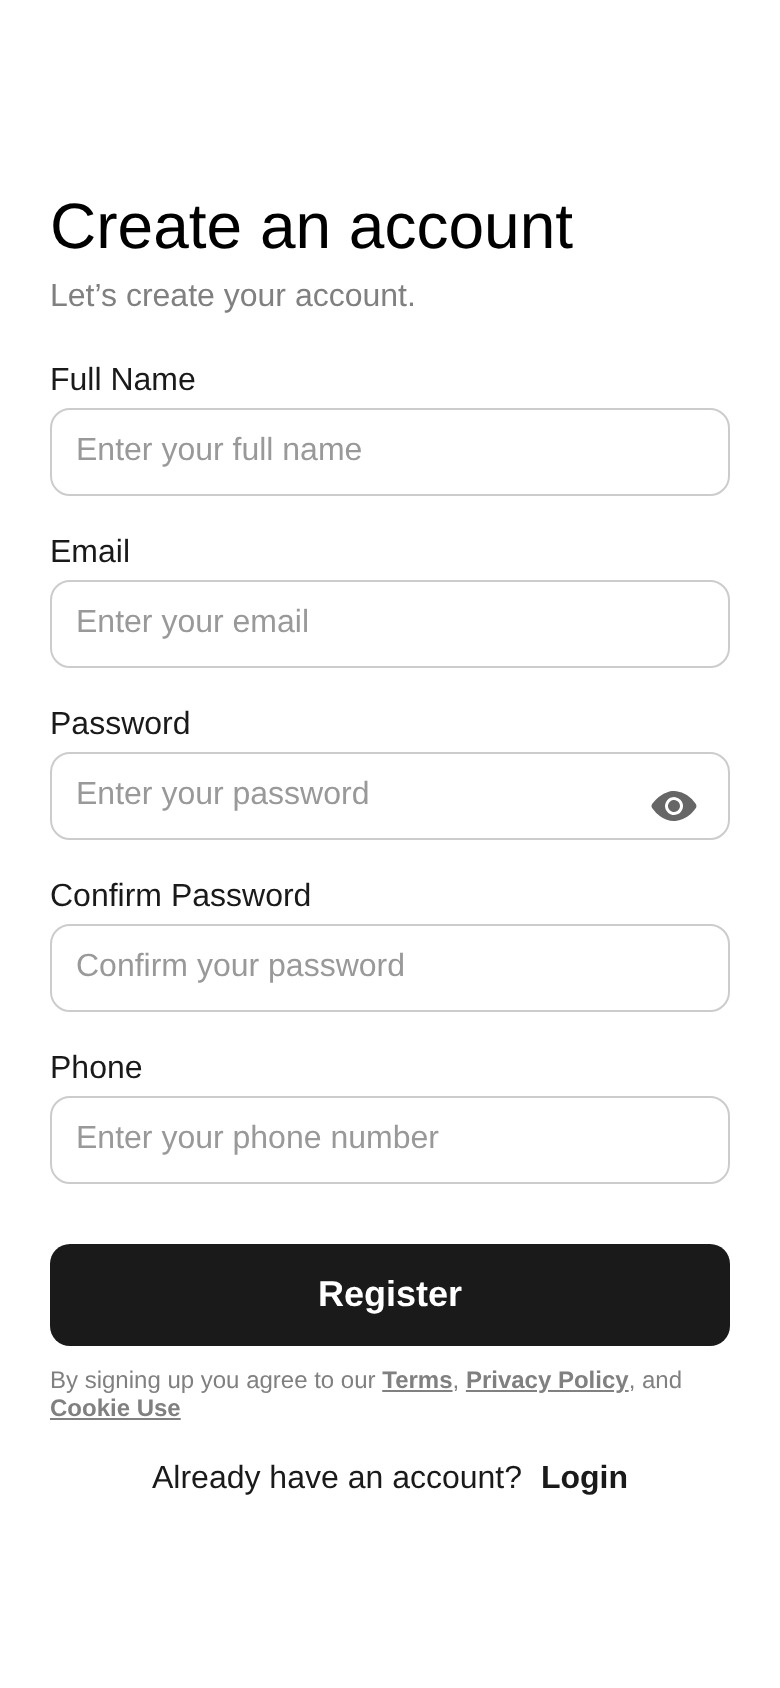 Create an account
Let’s create your account.
Full Name
Enter your full name
Email
Enter your email
Password
Enter your password
Confirm Password
Confirm your password
Phone
Enter your phone number
Register
By signing up you agree to our Terms, Privacy Policy, and
Cookie Use
Already have an account? Login